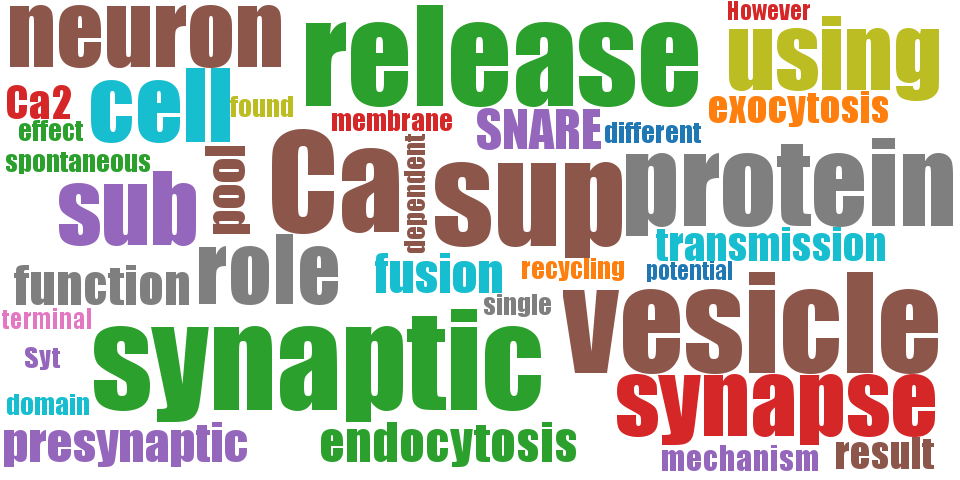 neuron
release
However
using
Ca2
cell
found
effect
membrane
SNARE
different
exocytosis
spontaneous
sub
pool
Ca
dependent
sup
protein
transmission
function
role
fusion
recycling
potential
single
terminal
synaptic
vesicle
Syt
domain
synapse
presynaptic
endocytosis
mechanism
result